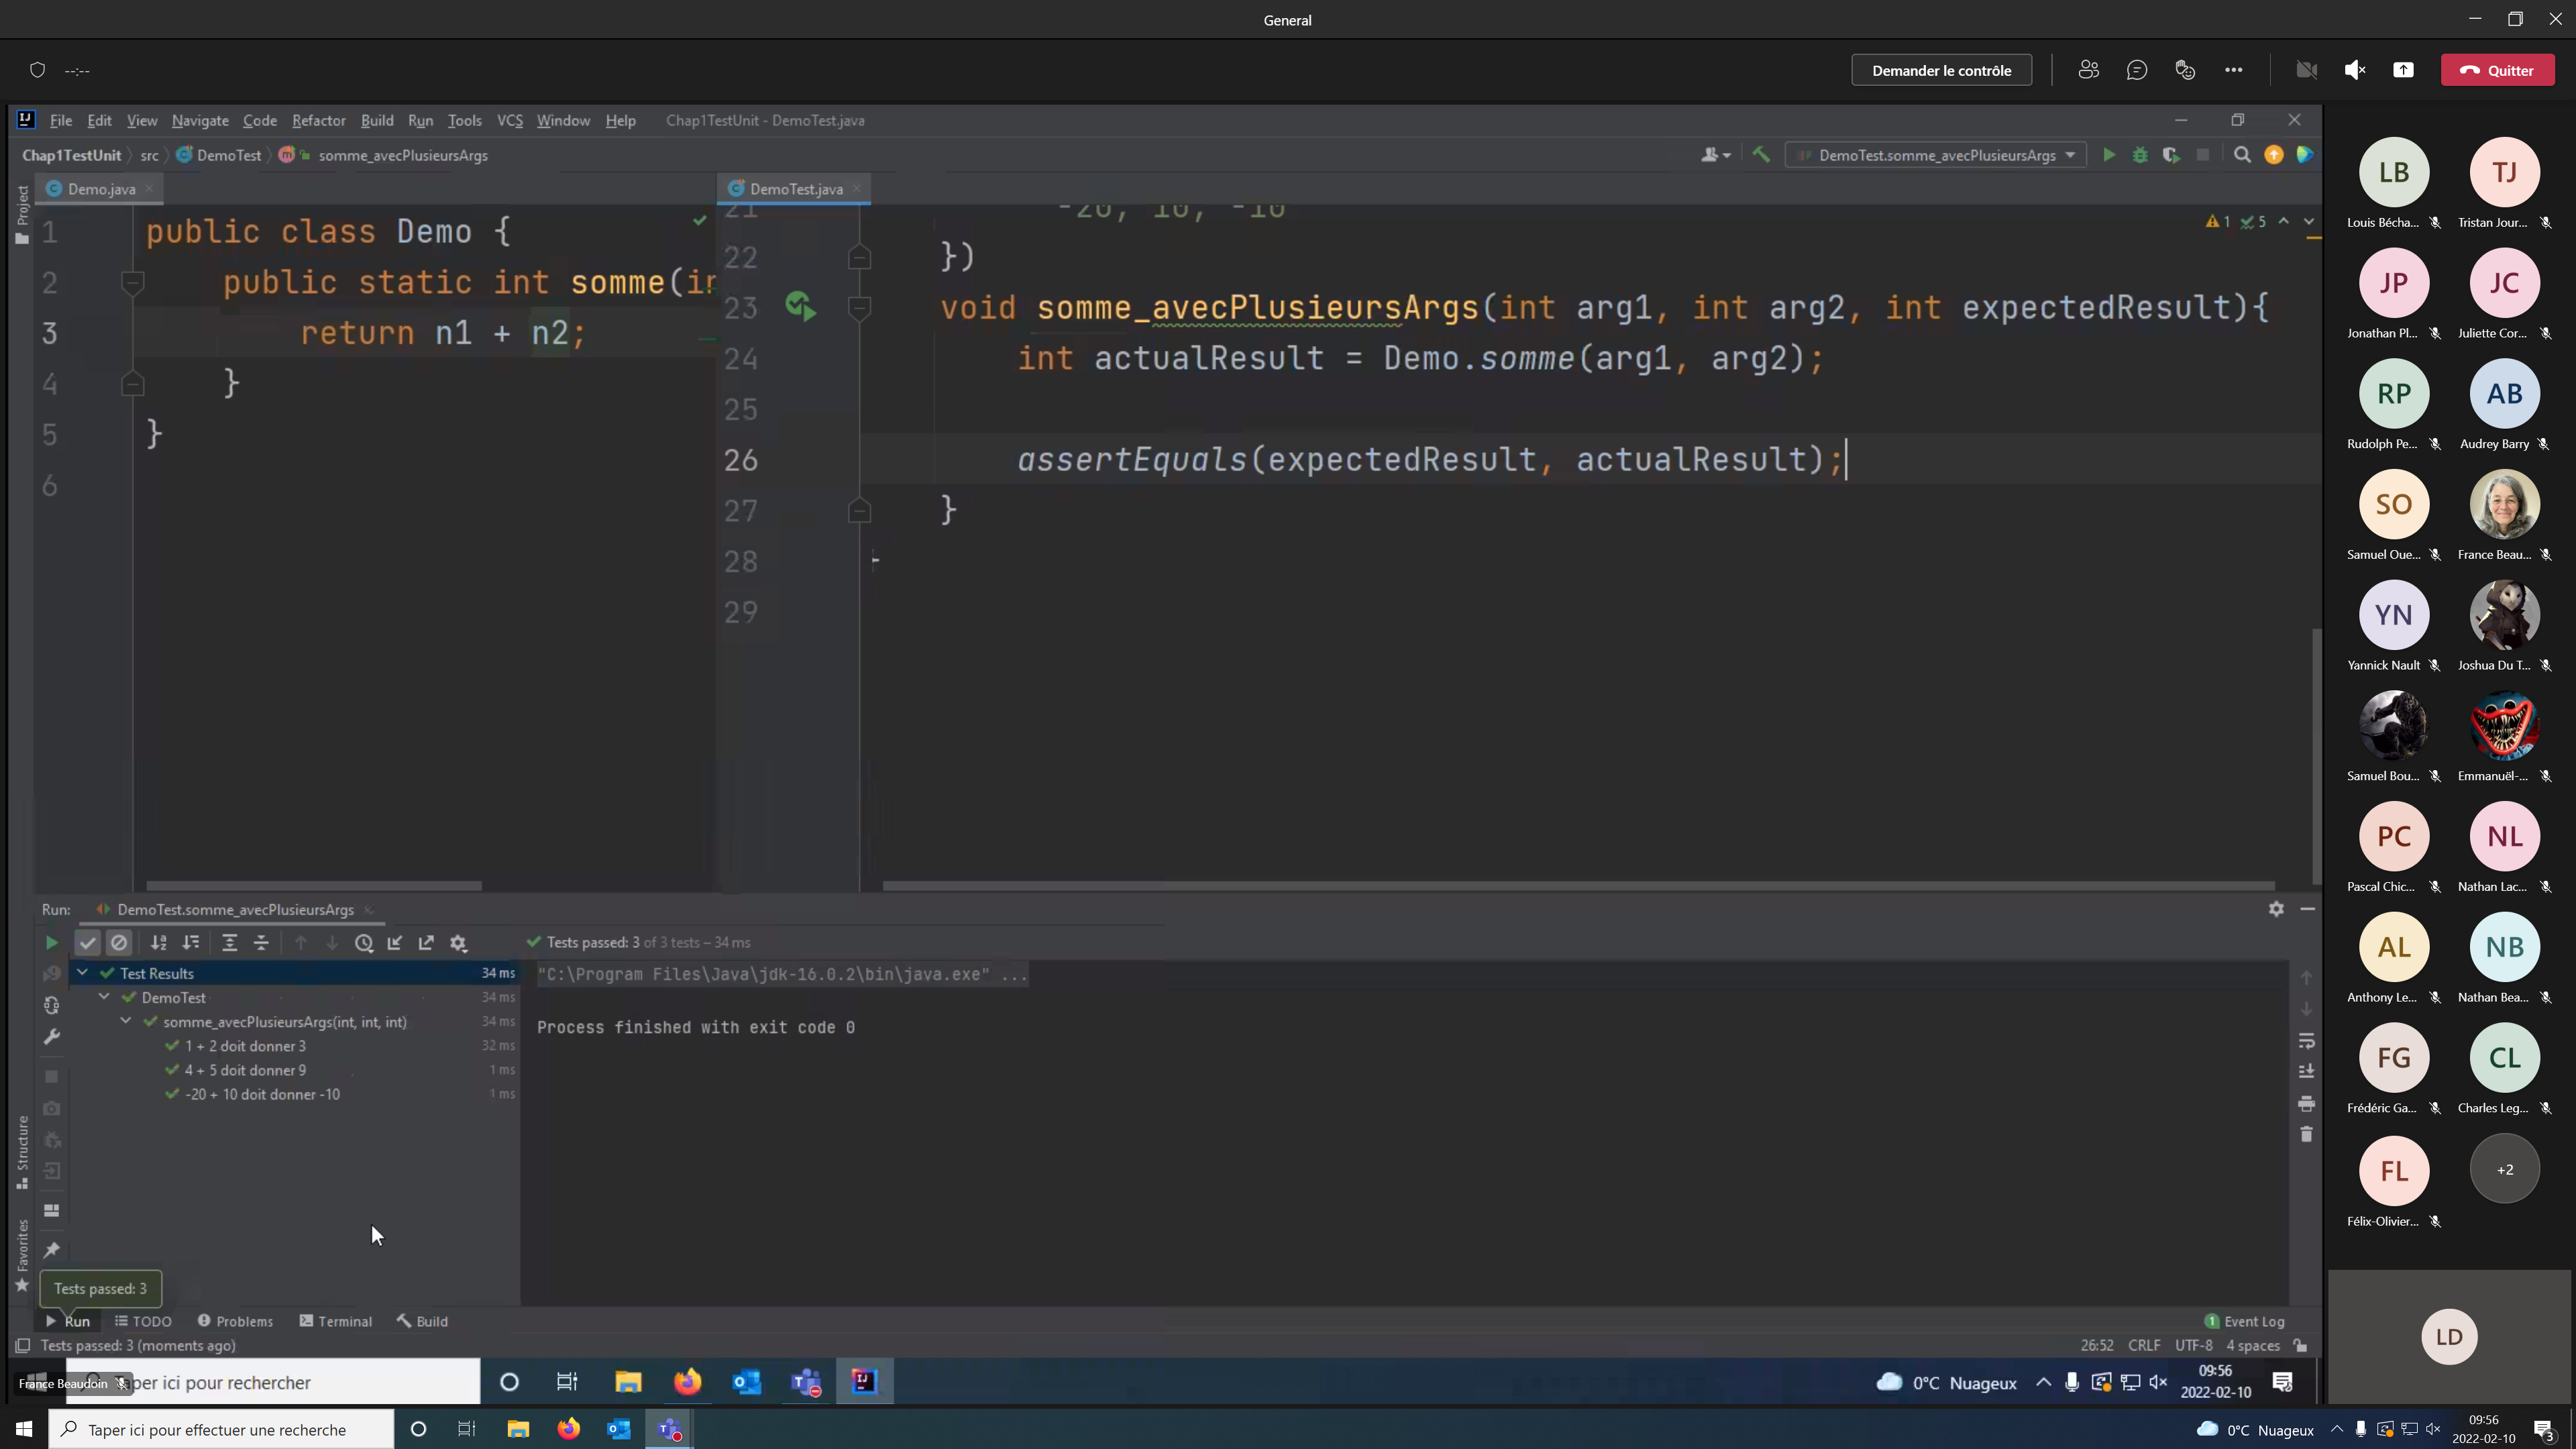 General
--:--
Demander le contrôle
Quitter
File Edit View Navigate Code Refactor Build Run Tools VCS Window Help Chap1TestUnit - DemoTest.java
Chap1TestUnit src DemoTest somme_avecPlusieursArgs
DemoTest.somme_avecPlusieursArgs
Project
Demo.java
1 public class Demo {
2 public static int somme(in
3 return n1 + n2;
4 }
5 }
6
DemoTest.java
1 5
21 -20, 10, -10
22 })
23 void somme_avecPlusieursArgs(int arg1, int arg2, int expectedResult){
24 int actualResult = Demo.somme(arg1, arg2);
25
26 assertEquals(expectedResult, actualResult);
27 }
28
29
Run: DemoTest.somme_avecPlusieursArgs
Tests passed: 3 of 3 tests – 34 ms
Test Results 34 ms
DemoTest 34 ms
somme_avecPlusieursArgs(int, int, int) 34 ms
1 + 2 doit donner 3 32 ms
4 + 5 doit donner 9 1 ms
-20 + 10 doit donner -10 1 ms
"C:\Program Files\Java\jdk-16.0.2\bin\java.exe" ...
Process finished with exit code 0
Structure
Favorites
Tests passed: 3
Run TODO Problems Terminal Build
Event Log
Tests passed: 3 (moments ago)
26:52 CRLF UTF-8 4 spaces
France Beaudoin
Taper ici pour rechercher
0°C Nuageux
09:56
2022-02-10
LB TJ
Louis Bécha... Tristan Jour...
JP JC
Jonathan Pl... Juliette Cor...
RP AB
Rudolph Pe... Audrey Barry
SO
Samuel Oue... France Beau...
YN
Yannick Nault Joshua Du T...
Samuel Bou... Emmanuël-...
PC NL
Pascal Chic... Nathan Lac...
AL NB
Anthony Le... Nathan Bea...
FG CL
Frédéric Ga... Charles Leg...
FL +2
Félix-Olivier...
LD
Taper ici pour effectuer une recherche
0°C Nuageux
09:56
2022-02-10
3